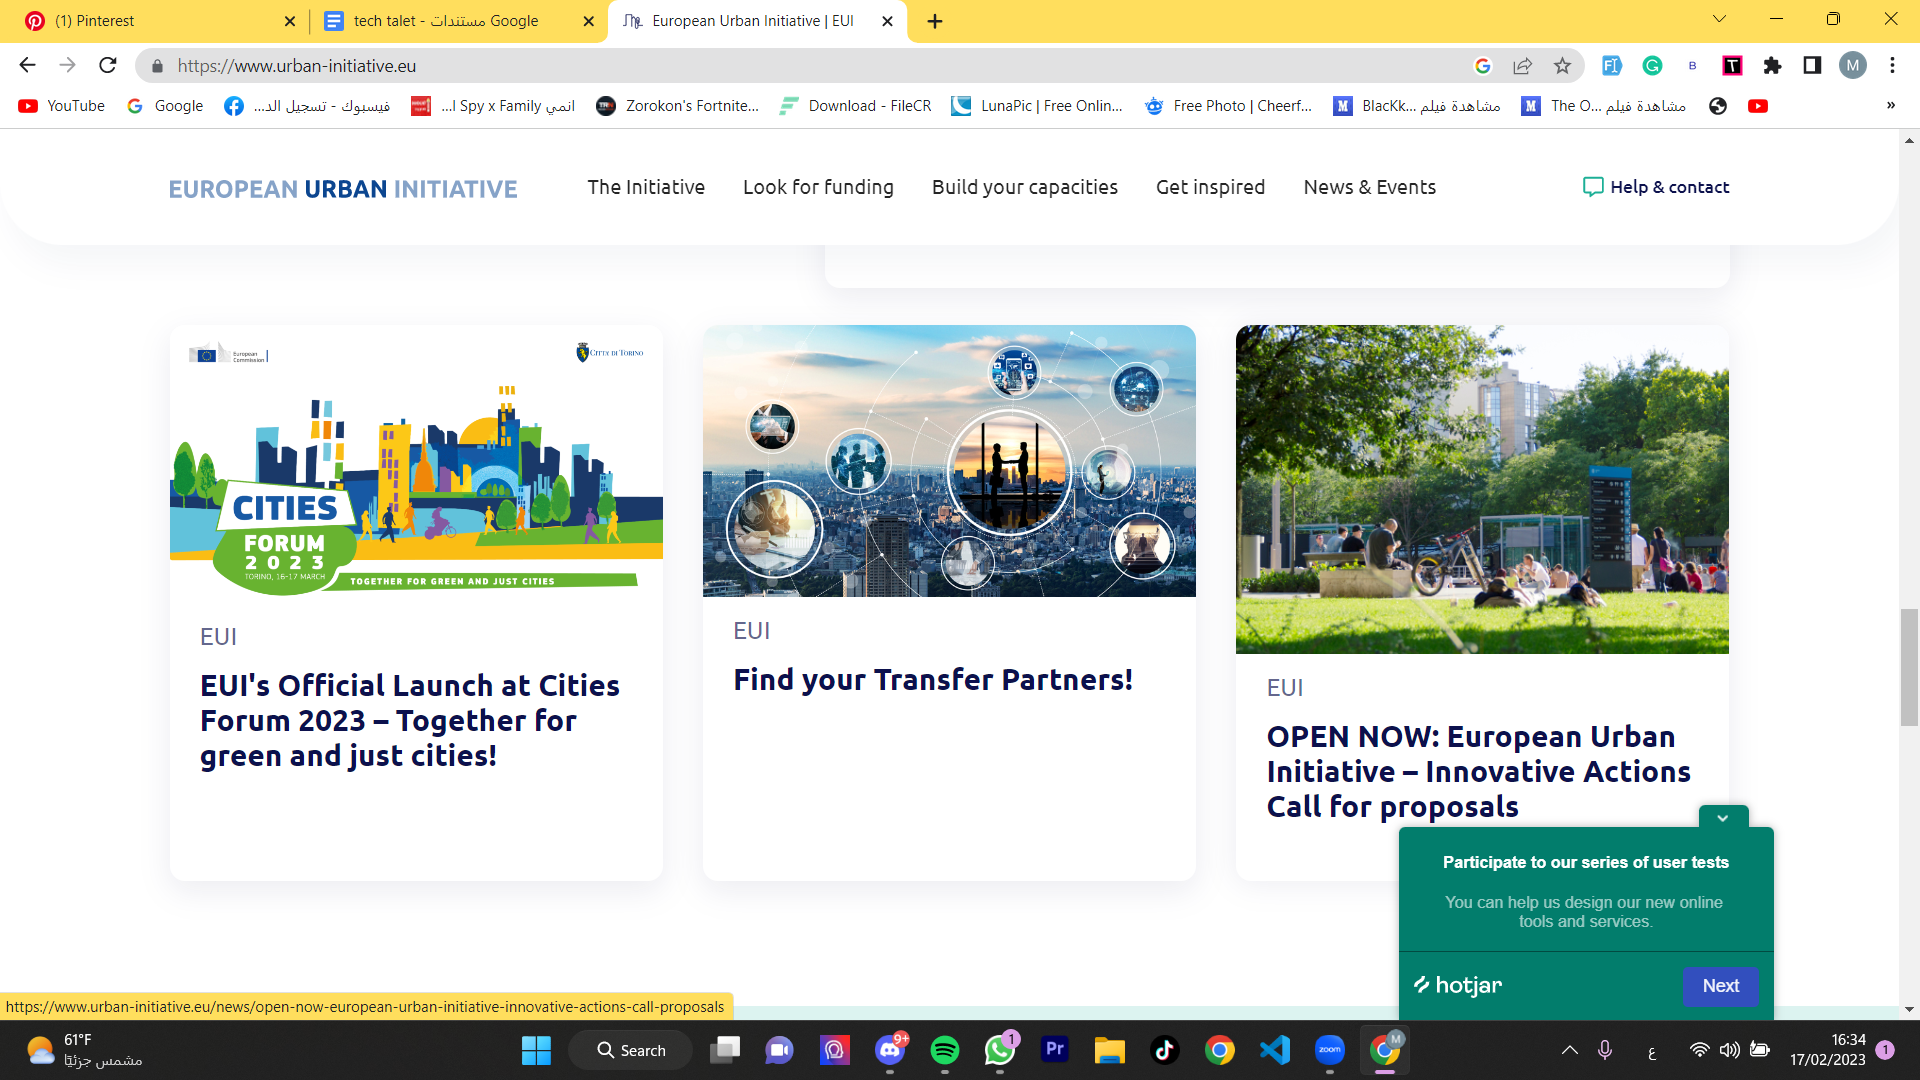 (1) Pinterest
tech talet - مستندات Google
European Urban Initiative | EUI
https://www.urban-initiative.eu
M
YouTube
Google
فيسبوك - تسجيل الد...
انمي Spy x Family ا...
Zorokon's Fortnite...
Download - FileCR
LunaPic | Free Onlin...
Free Photo | Cheerf...
مشاهدة فيلم BlacKk...
مشاهدة فيلم The O...
EUROPEAN URBAN INITIATIVE
The Initiative
Look for funding
Build your capacities
Get inspired
News & Events
Help & contact
European
Commission
CITTA DI TORINO
CITIES
FORUM
2023
TORINO, 16-17 MARCH
TOGETHER FOR GREEN AND JUST CITIES
EUI
EUI's Official Launch at Cities
Forum 2023 – Together for
green and just cities!
EUI
Find your Transfer Partners!
EUI
OPEN NOW: European Urban
Initiative – Innovative Actions
Call for proposals
Participate to our series of user tests
You can help us design our new online
tools and services.
hotjar
Next
https://www.urban-initiative.eu/news/open-now-european-urban-initiative-innovative-actions-call-proposals
61°F
مشمس جزئيًا
Search
9+
1
Pr
zoom
M
ع
16:34
17/02/2023
1